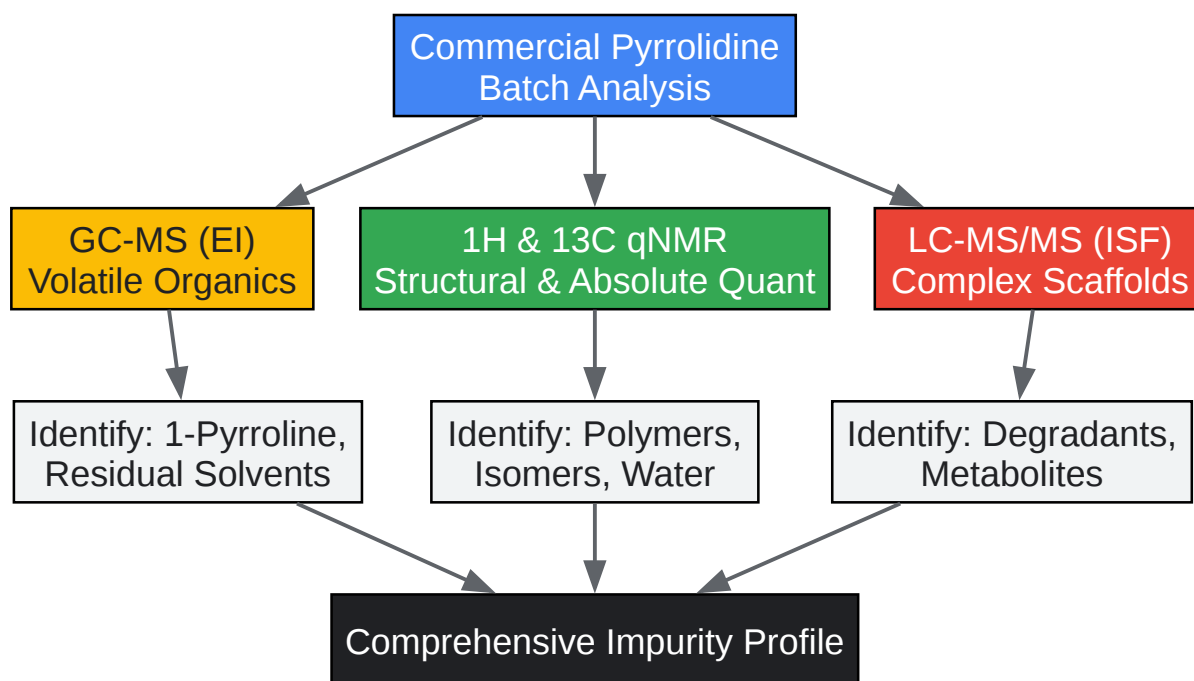 Commercial Pyrrolidine
Batch Analysis
GC-MS (EI)
Volatile Organics
1H & 13C qNMR
Structural & Absolute Quant
LC-MS/MS (ISF)
Complex Scaffolds
Identify: 1-Pyrroline,
Residual Solvents
Identify: Polymers,
Isomers, Water
Identify: Degradants,
Metabolites
Comprehensive Impurity Profile